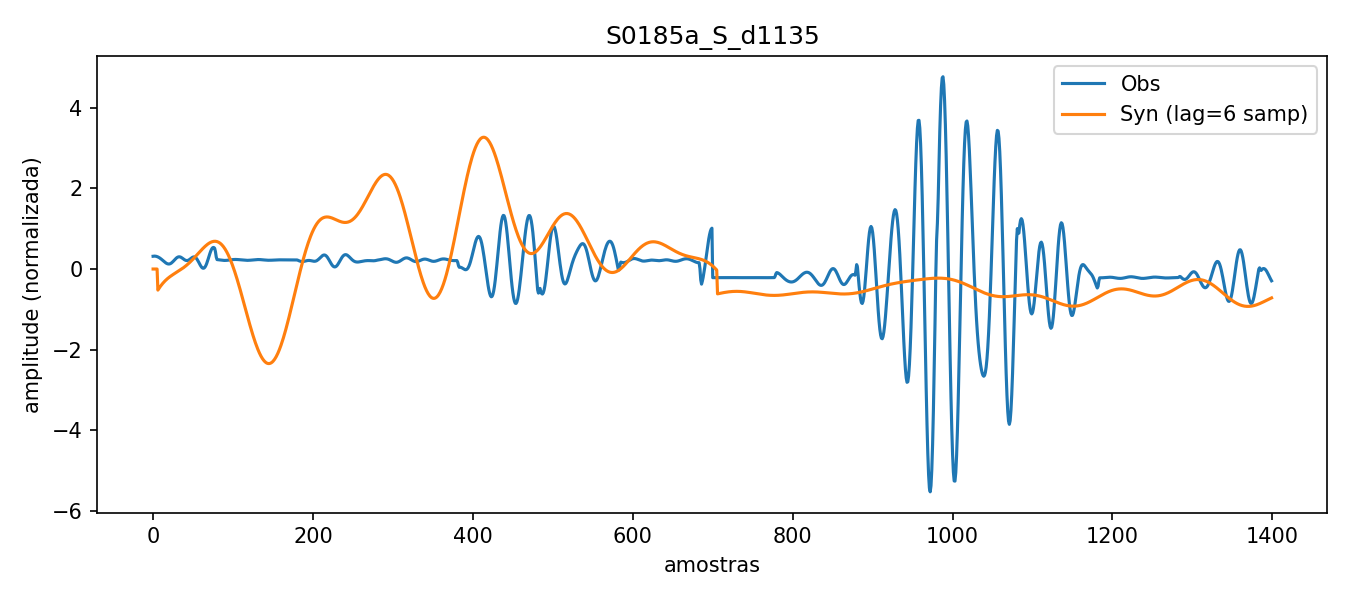 S0185a_S_d1135
Obs
Syn (lag=6 samp)
amplitude (normalizada)
4
2
0
−2
−4
−6
0 200 400 600 800 1000 1200 1400
amostras